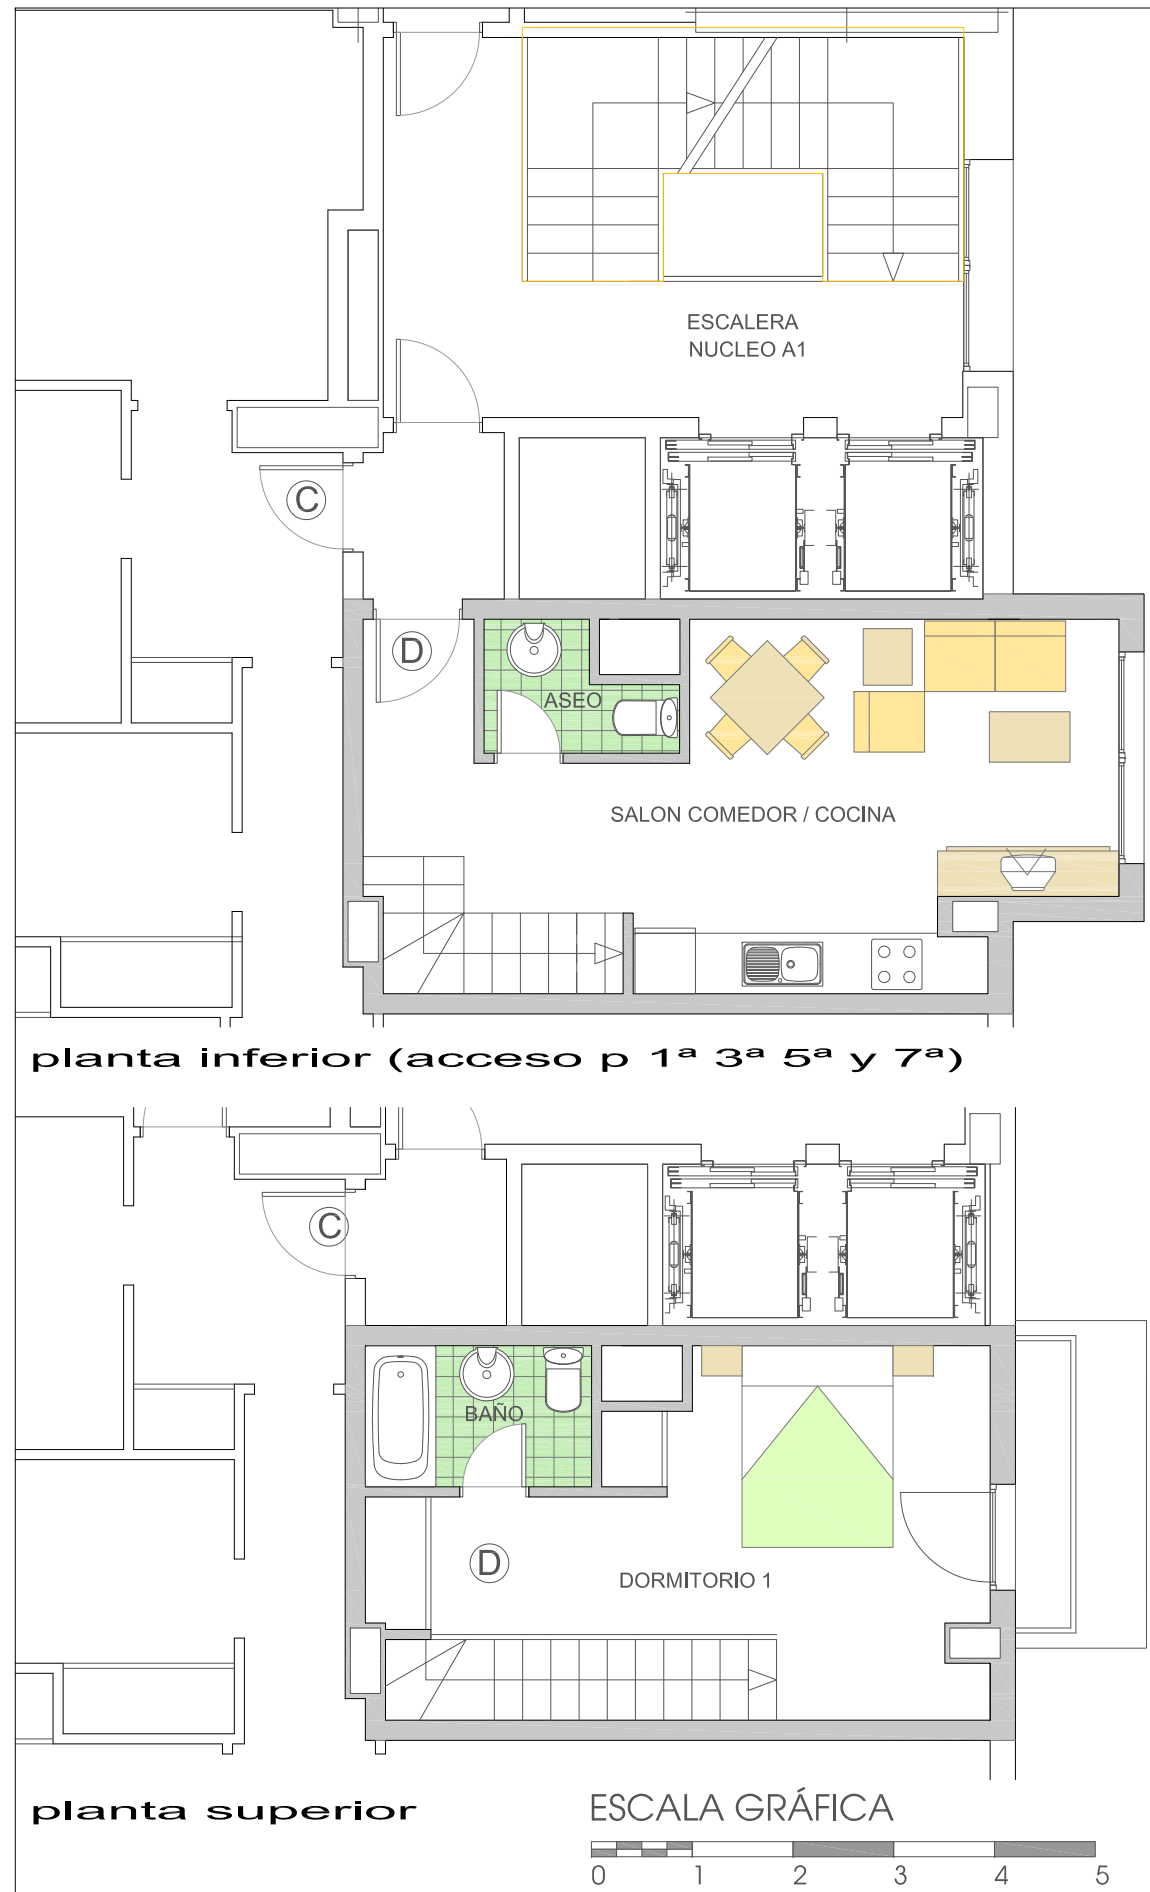 ESCALERA
NUCLEO A1
C
D
ASEO
SALON COMEDOR / COCINA
planta inferior (acceso p 1ª 3ª 5ª y 7ª)
C
BAÑO
D
DORMITORIO 1
planta superior
ESCALA GRÁFICA
0 1 2 3 4 5